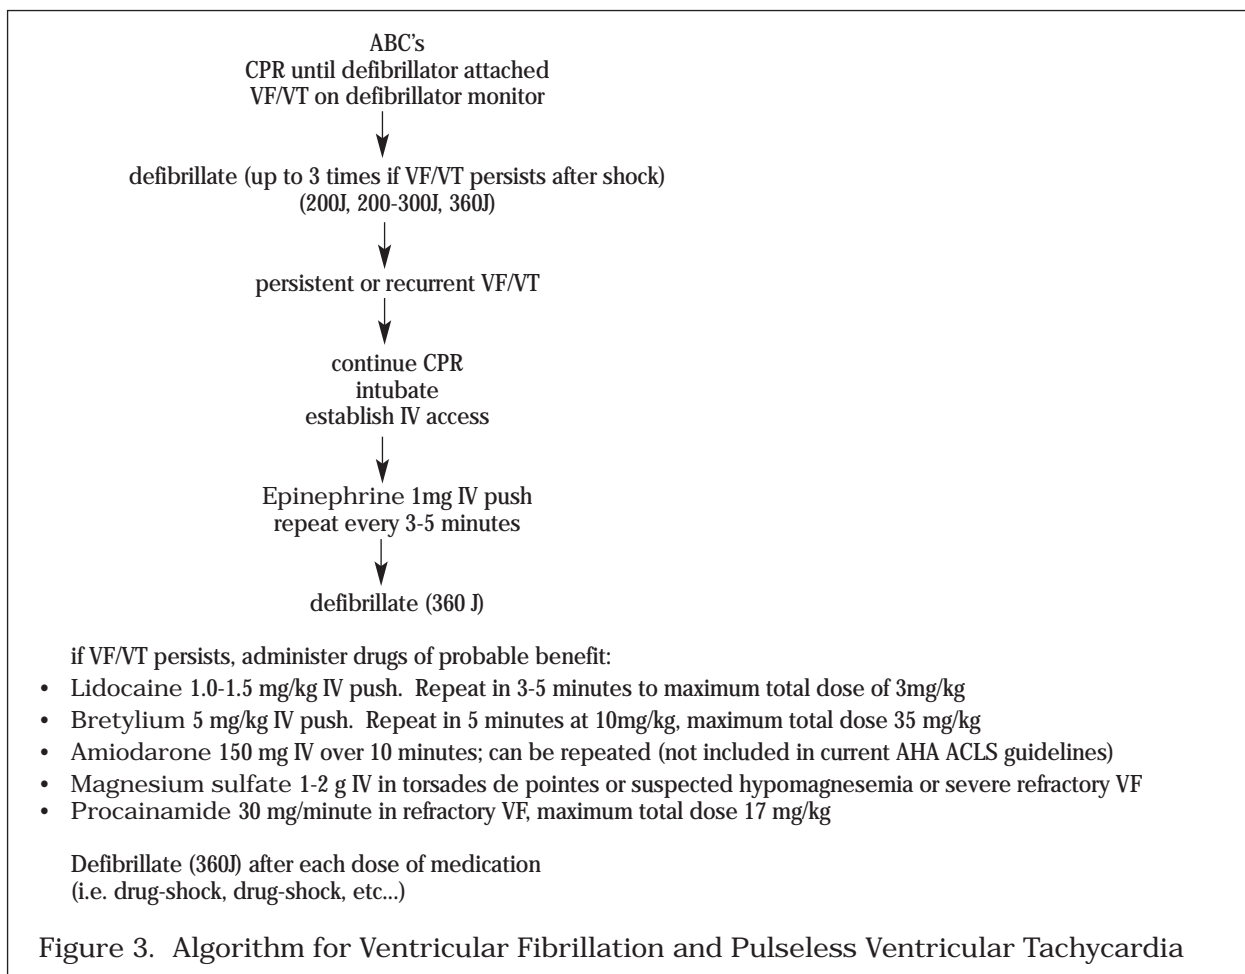 ABC's
CPR until defibrillator attached
VF/VT on defibrillator monitor
defibrillate (up to 3 times if VF/VT persists after shock)
(200J, 200-300J, 360J)
persistent or recurrent VF/VT
continue CPR
intubate
establish IV access
Epinephrine 1mg IV push
repeat every 3-5 minutes
defibrillate (360 J)
if VF/VT persists, administer drugs of probable benefit:
• Lidocaine 1.0-1.5 mg/kg IV push. Repeat in 3-5 minutes to maximum total dose of 3mg/kg
• Bretylium 5 mg/kg IV push. Repeat in 5 minutes at 10mg/kg, maximum total dose 35 mg/kg
• Amiodarone 150 mg IV over 10 minutes; can be repeated (not included in current AHA ACLS guidelines)
• Magnesium sulfate 1-2 g IV in torsades de pointes or suspected hypomagnesemia or severe refractory VF
• Procainamide 30 mg/minute in refractory VF, maximum total dose 17 mg/kg
Defibrillate (360J) after each dose of medication
(i.e. drug-shock, drug-shock, etc...)
Figure 3. Algorithm for Ventricular Fibrillation and Pulseless Ventricular Tachycardia